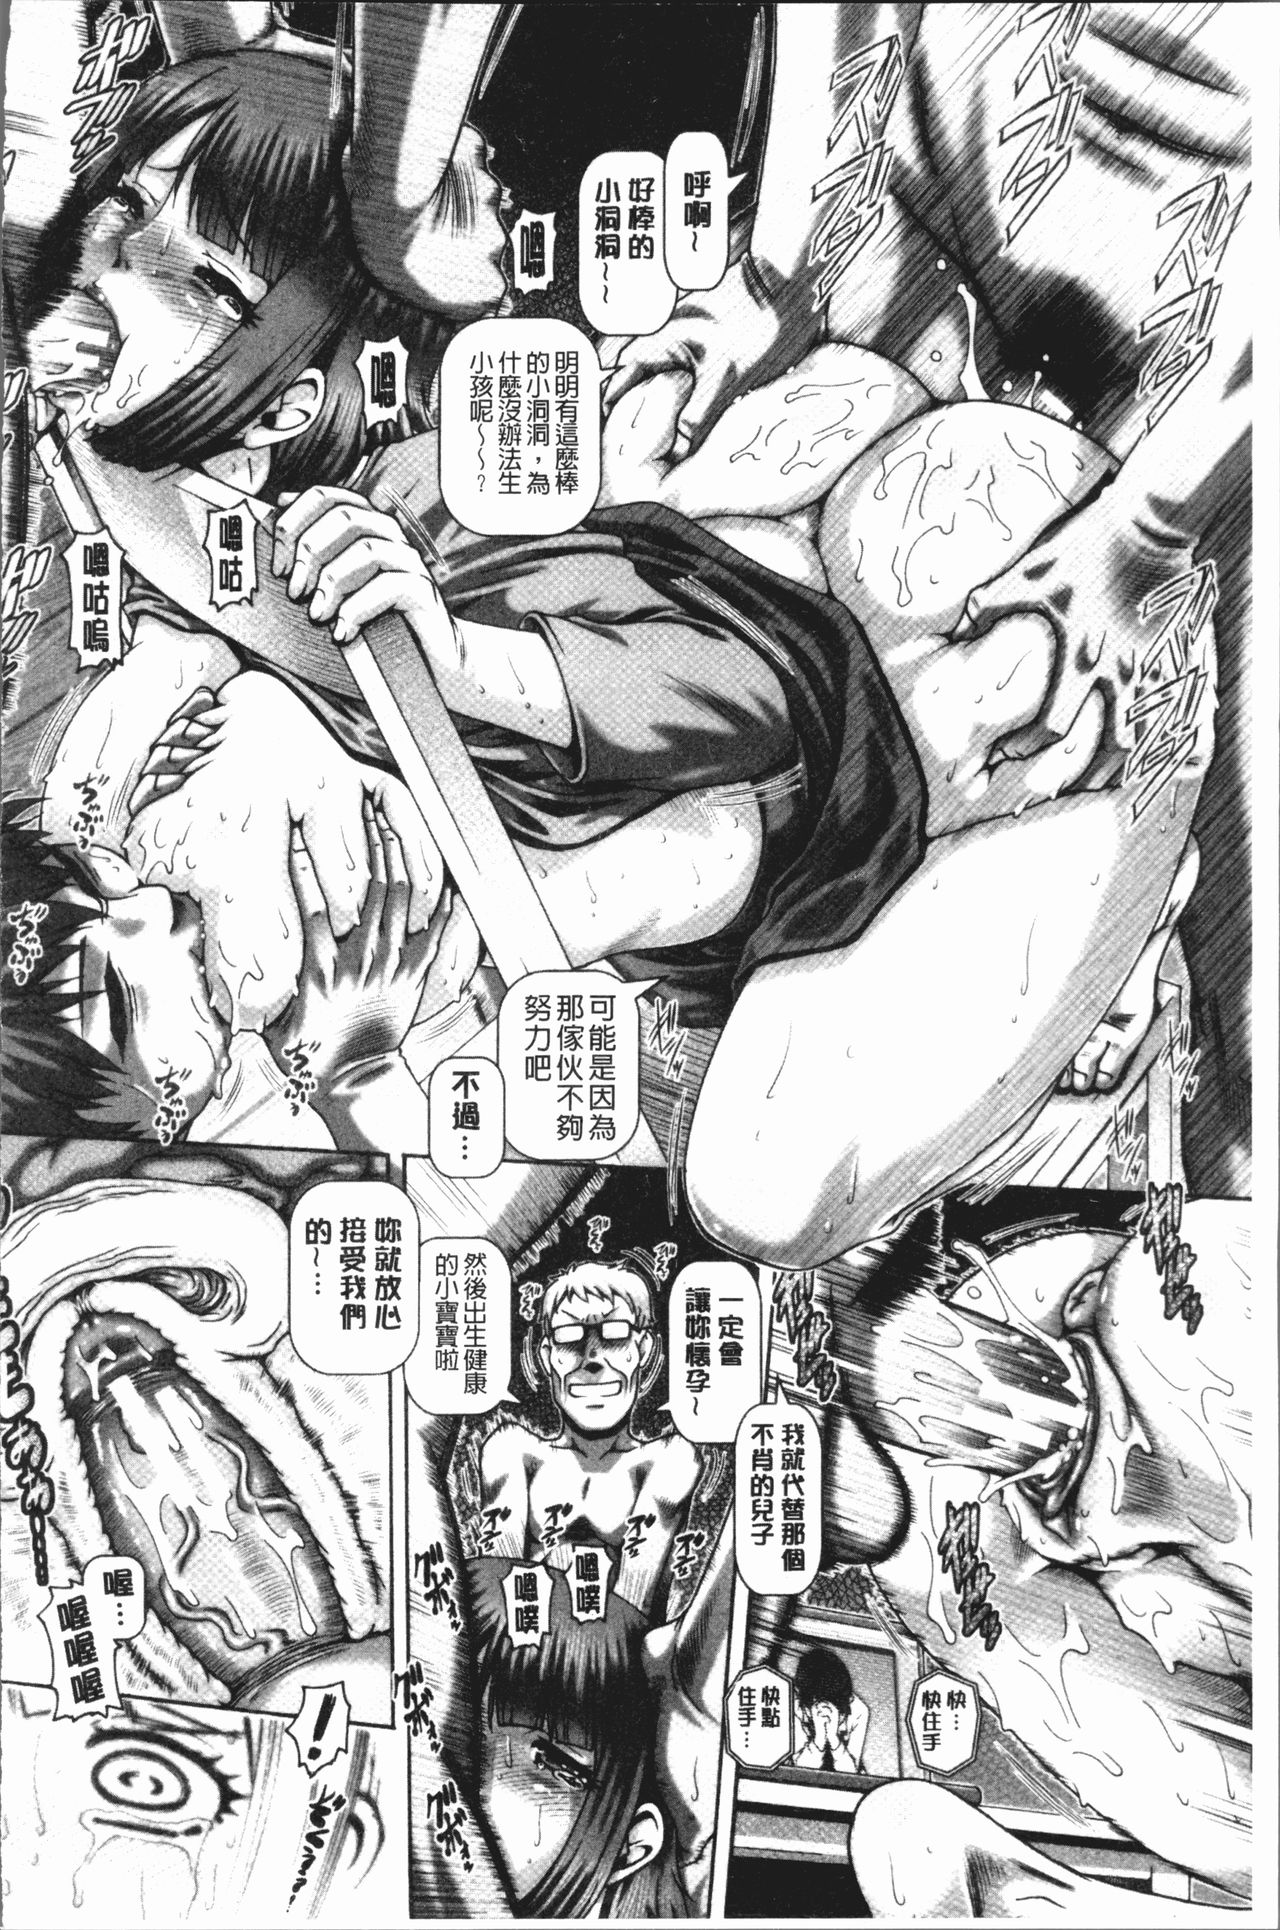 呼啊～
好棒的
小洞洞～
明明有這麼棒
的小洞洞，為
什麼沒辦法生
小孩呢～～？
嗯
嗯
嗯咕
嗯咕嗚
可能是因為
那傢伙不夠
努力吧
不過…
我就代替那個
不肖的兒子
一定會
讓妳懷孕～
快…
快住手
快點
住手…
然後出生健康
的小寶寶啦
嗯噗
嗯噗
妳就放心
接受我們
的～…
喔…
喔喔喔
！